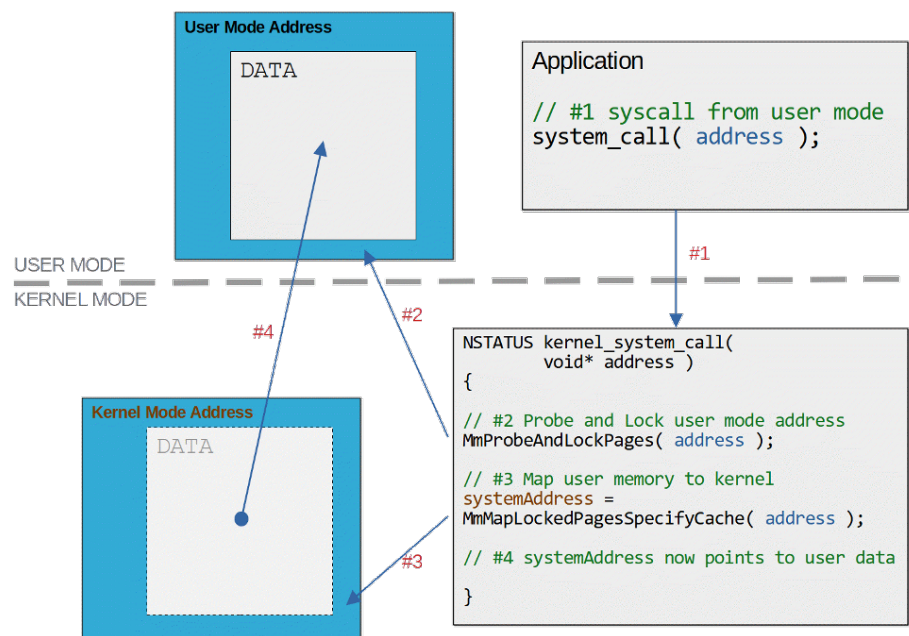 User Mode Address
DATA
Application
// #1 syscall from user mode
system_call( address );
#1
USER MODE
KERNEL MODE
#2
#4
Kernel Mode Address
DATA
NSTATUS kernel_system_call(
void* address )
{
// #2 Probe and Lock user mode address
MmProbeAndLockPages( address );
// #3 Map user memory to kernel
systemAddress =
MmMapLockedPagesSpecifyCache( address );
// #4 systemAddress now points to user data
}
#3